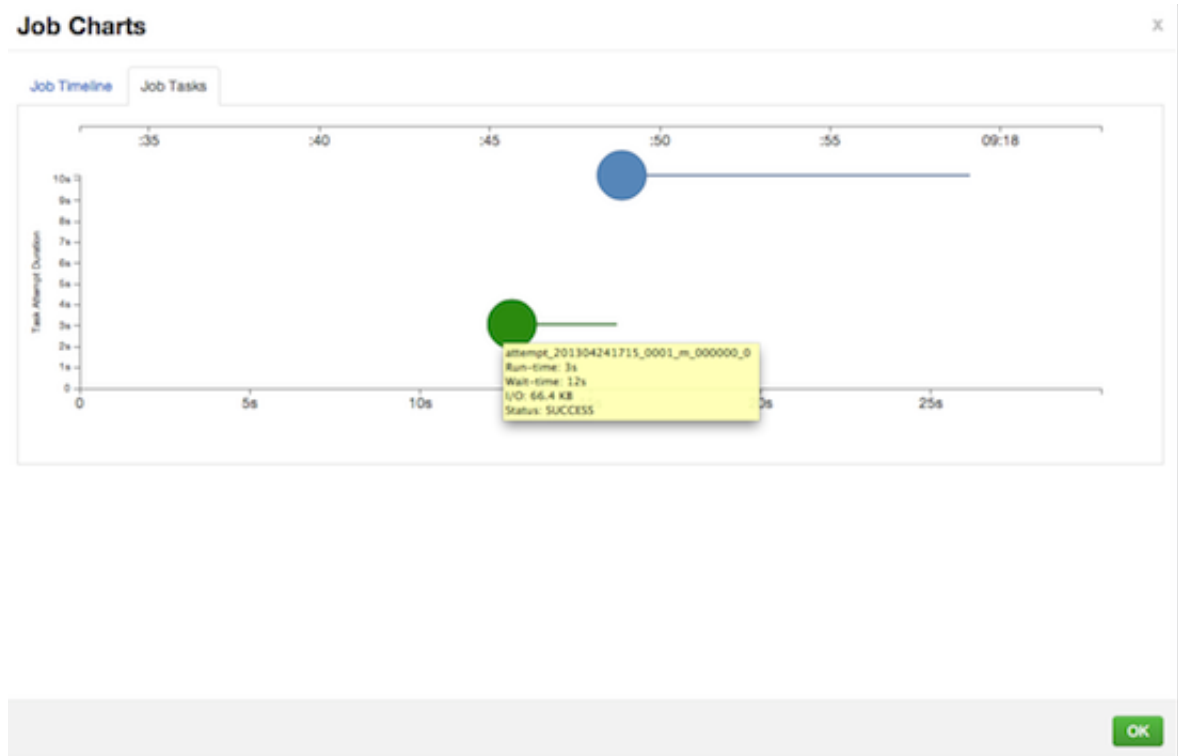 Job Charts
x
Job Timeline
Job Tasks
:35 :40 :45 :50 :55 09:18
10s
9s
8s
7s
6s
5s
4s
3s
2s
1s
0
Task Attempt Duration
attempt_201304241715_0001_m_000000_0
Run-time: 3s
Wait-time: 12s
I/O: 66.4 KB
Status: SUCCESS
0 5s 10s 25s
OK